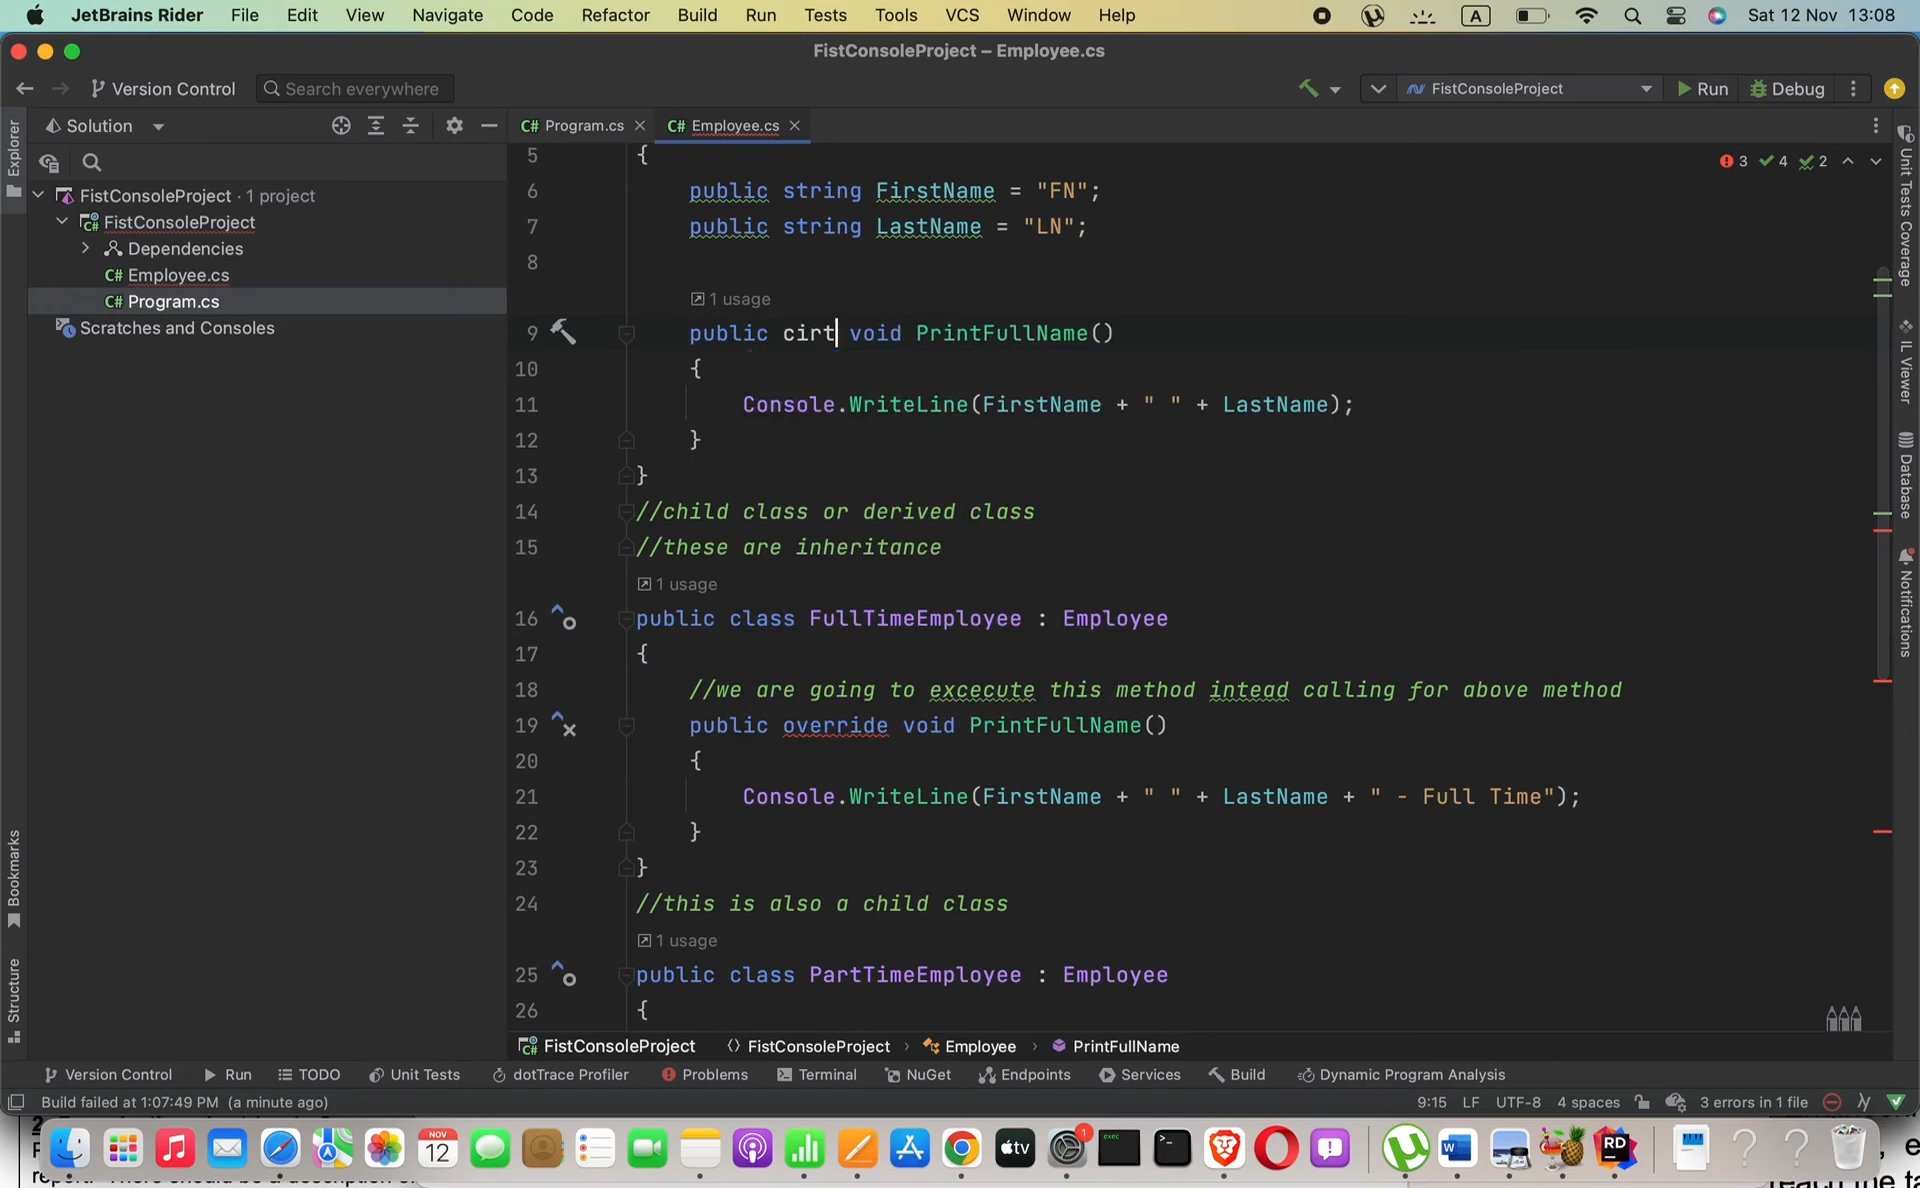 JetBrains Rider File Edit View Navigate Code Refactor Build Run Tests Tools VCS Window Help A Sat 12 Nov 13:08
FistConsoleProject – Employee.cs
Version Control Search everywhere FistConsoleProject Run Debug
Solution
C# Program.cs C# Employee.cs
FistConsoleProject · 1 project
FistConsoleProject
Dependencies
C# Employee.cs
C# Program.cs
Scratches and Consoles
Explorer
Bookmarks
Structure
3 4 2
5 {
6 public string FirstName = "FN";
7 public string LastName = "LN";
8
1 usage
9 public cirt void PrintFullName()
10 {
11 Console.WriteLine(FirstName + " " + LastName);
12 }
13 }
14 //child class or derived class
15 //these are inheritance
1 usage
16 public class FullTimeEmployee : Employee
17 {
18 //we are going to excecute this method intead calling for above method
19 public override void PrintFullName()
20 {
21 Console.WriteLine(FirstName + " " + LastName + " - Full Time");
22 }
23 }
24 //this is also a child class
1 usage
25 public class PartTimeEmployee : Employee
26 {
Unit Tests Coverage
IL Viewer
Database
Notifications
C# FistConsoleProject FistConsoleProject › Employee › PrintFullName
Version Control Run TODO Unit Tests dotTrace Profiler Problems Terminal NuGet Endpoints Services Build Dynamic Program Analysis
Build failed at 1:07:49 PM (a minute ago) 9:15 LF UTF-8 4 spaces 3 errors in 1 file
NOV
12
tv
1
exec
RD